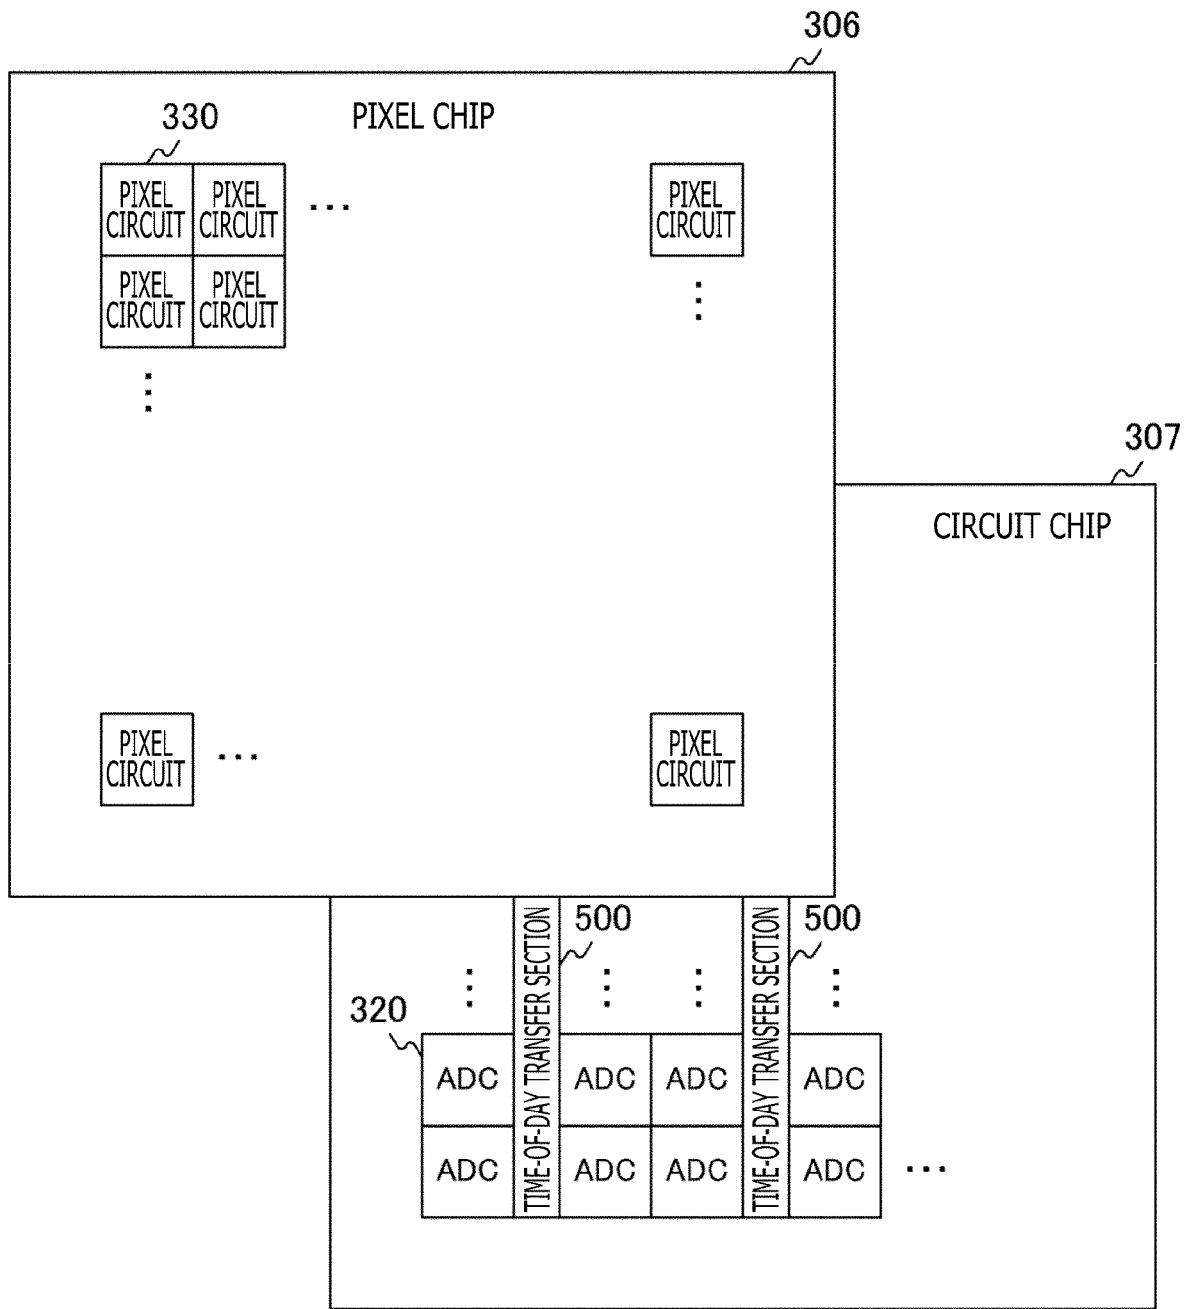 306
PIXEL CHIP
330
PIXEL PIXEL PIXEL
CIRCUIT CIRCUIT ... CIRCUIT
PIXEL PIXEL
CIRCUIT CIRCUIT
307
CIRCUIT CHIP
PIXEL PIXEL
CIRCUIT ... CIRCUIT
500 500
TIME-OF-DAY TRANSFER SECTION
TIME-OF-DAY TRANSFER SECTION
320
ADC ADC ADC ADC
ADC ADC ADC ADC ...